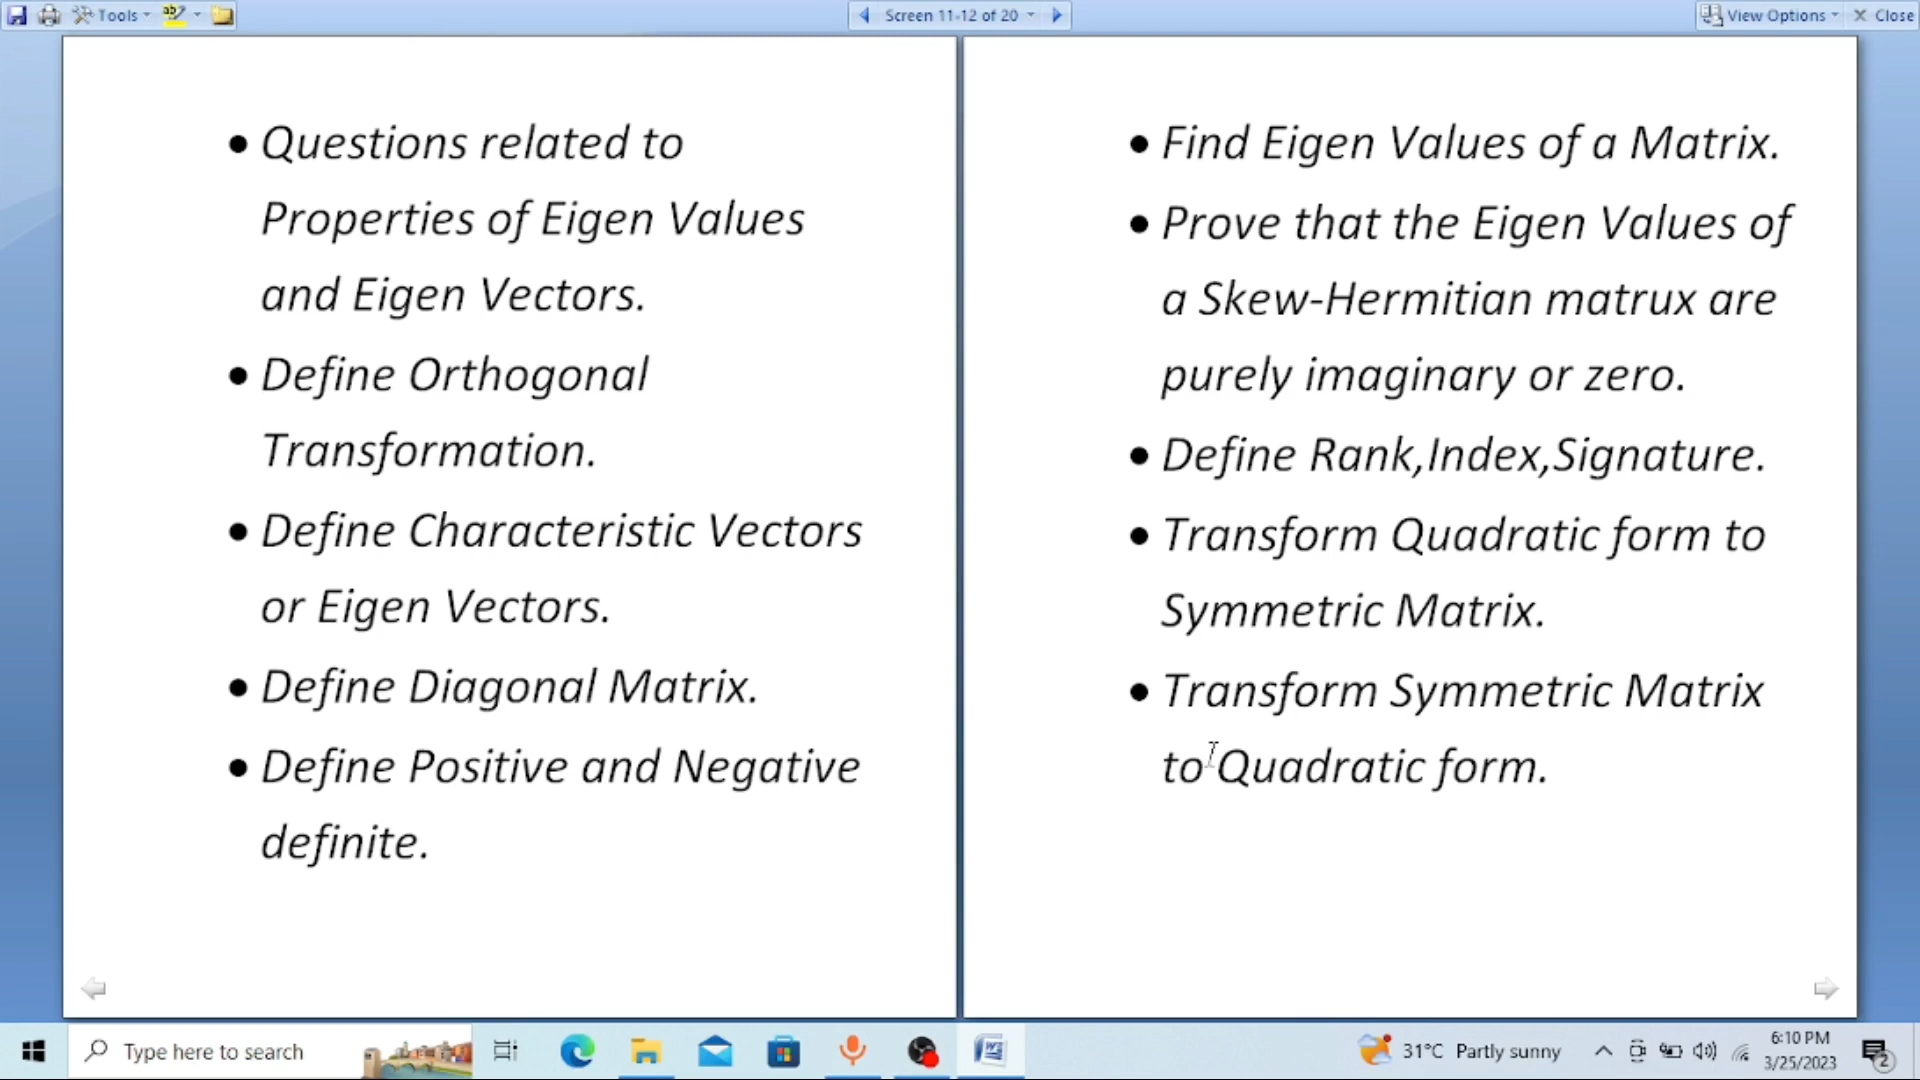 Tools
Screen 11-12 of 20
View Options
Close
• Questions related to
Properties of Eigen Values
and Eigen Vectors.
• Define Orthogonal
Transformation.
• Define Characteristic Vectors
or Eigen Vectors.
• Define Diagonal Matrix.
• Define Positive and Negative
definite.
• Find Eigen Values of a Matrix.
• Prove that the Eigen Values of
a Skew-Hermitian matrux are
purely imaginary or zero.
• Define Rank,Index,Signature.
• Transform Quadratic form to
Symmetric Matrix.
• Transform Symmetric Matrix
to Quadratic form.
Type here to search
31°C Partly sunny
6:10 PM
3/25/2023
2